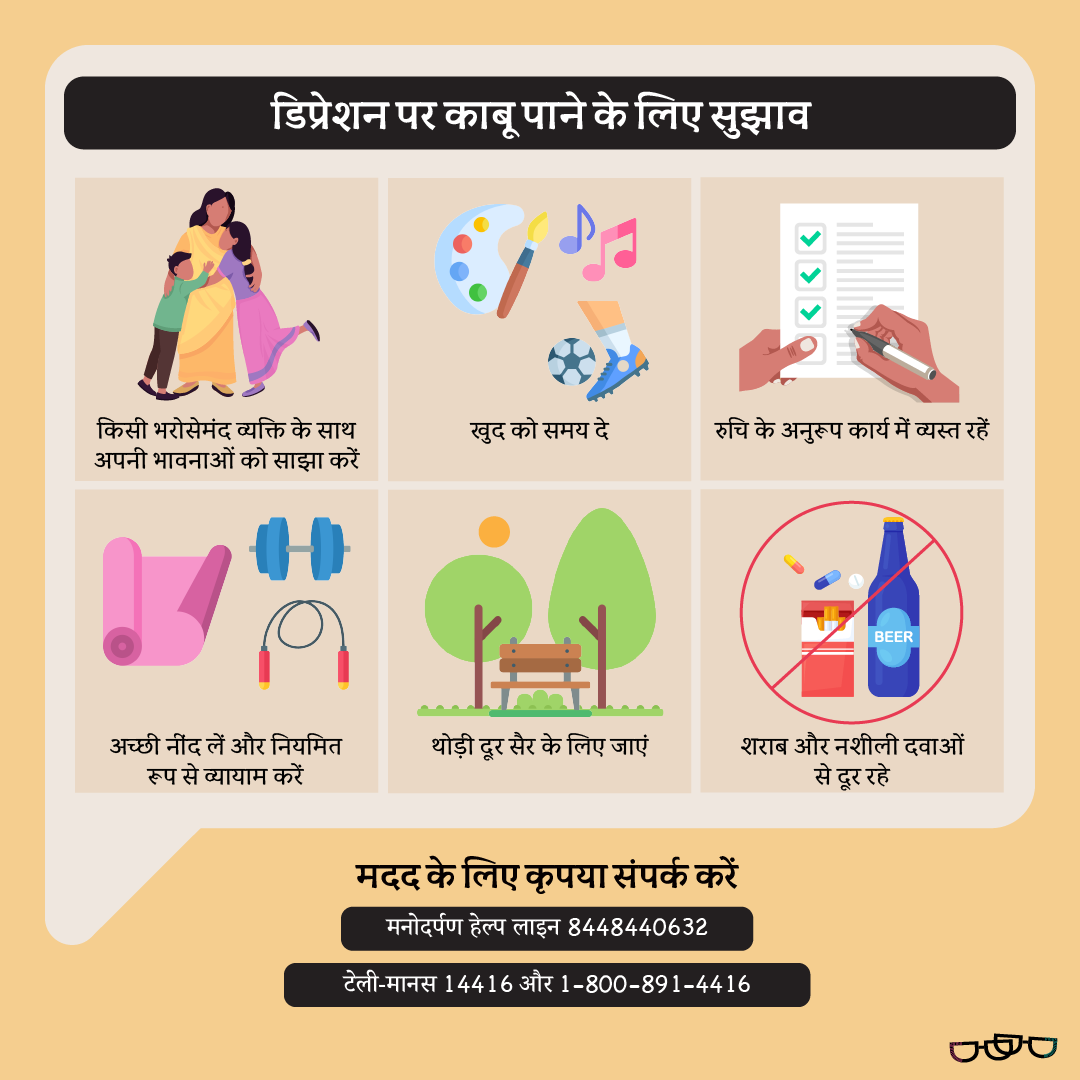 डिप्रेशन पर काबू पाने के लिए सुझाव
किसी भरोसेमंद व्यक्ति के साथ
अपनी भावनाओं को साझा करें
खुद को समय दे
रुचि के अनुरूप कार्य में व्यस्त रहें
अच्छी नींद लें और नियमित
रूप से व्यायाम करें
थोड़ी दूर सैर के लिए जाएं
BEER
शराब और नशीली दवाओं
से दूर रहे
मदद के लिए कृपया संपर्क करें
मनोदर्पण हेल्प लाइन 8448440632
टेली-मानस 14416 और 1-800-891-4416